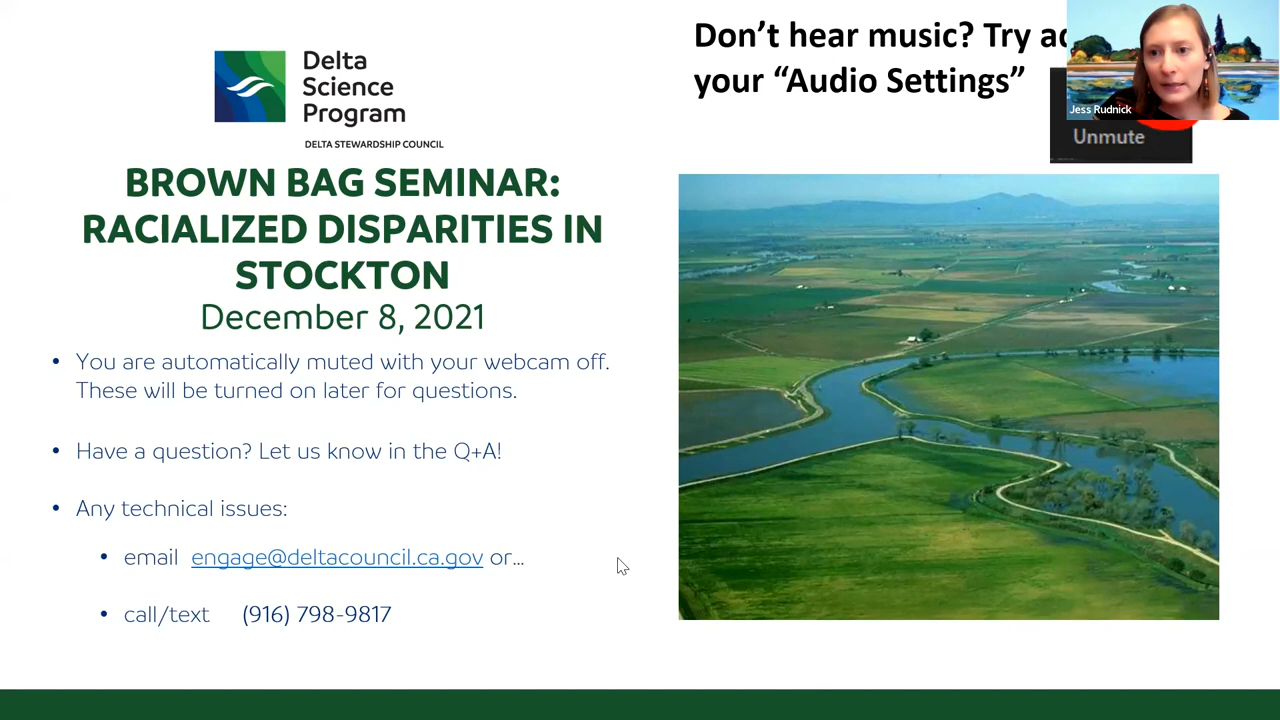 Delta
Science
Program
DELTA STEWARDSHIP COUNCIL
BROWN BAG SEMINAR:
RACIALIZED DISPARITIES IN
STOCKTON
December 8, 2021
• You are automatically muted with your webcam off.
These will be turned on later for questions.
• Have a question? Let us know in the Q+A!
• Any technical issues:
• email engage@deltacouncil.ca.gov or...
• call/text (916) 798-9817
Don't hear music? Try
your “Audio Settings”
Jess Rudnick
Unmute